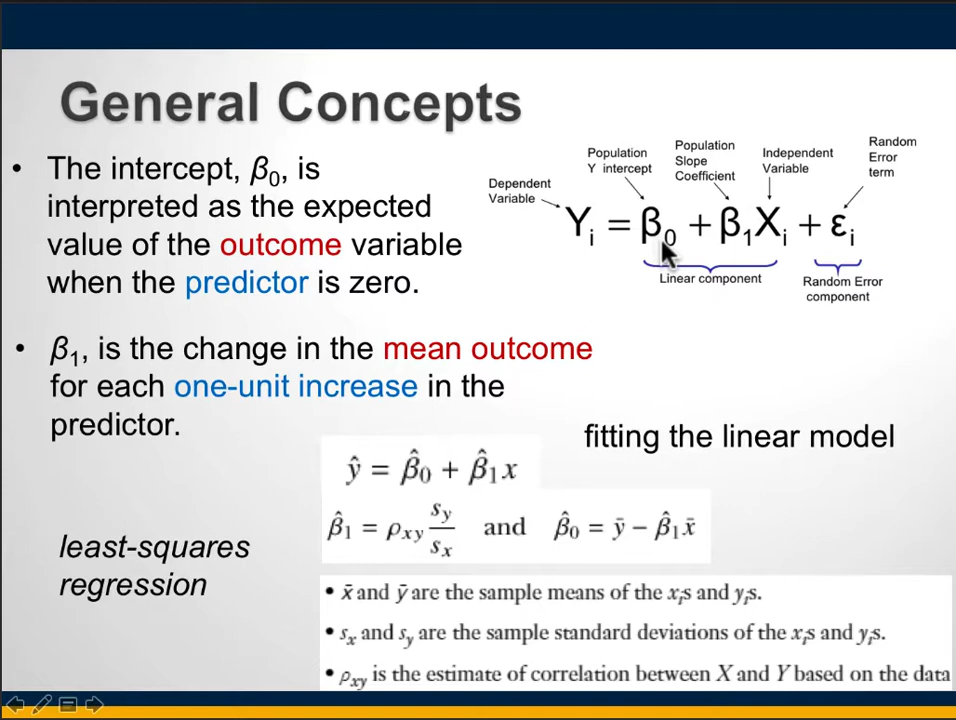 General Concepts
• The intercept, β₀, is
interpreted as the expected
value of the outcome variable
when the predictor is zero.
Dependent
Variable
Population
Y intercept
Population
Slope
Coefficient
Independent
Variable
Random
Error
term
Yᵢ = β₀ + β₁Xᵢ + εᵢ
Linear component
Random Error
component
• β₁, is the change in the mean outcome
for each one-unit increase in the
predictor.
fitting the linear model
ŷ = β̂₀ + β̂₁x
β̂₁ = ρxy sy/sx and β̂₀ = ȳ − β̂₁x̄
least-squares
regression
• x̄ and ȳ are the sample means of the xᵢs and yᵢs.
• sx and sy are the sample standard deviations of the xᵢs and yᵢs.
• ρxy is the estimate of correlation between X and Y based on the data